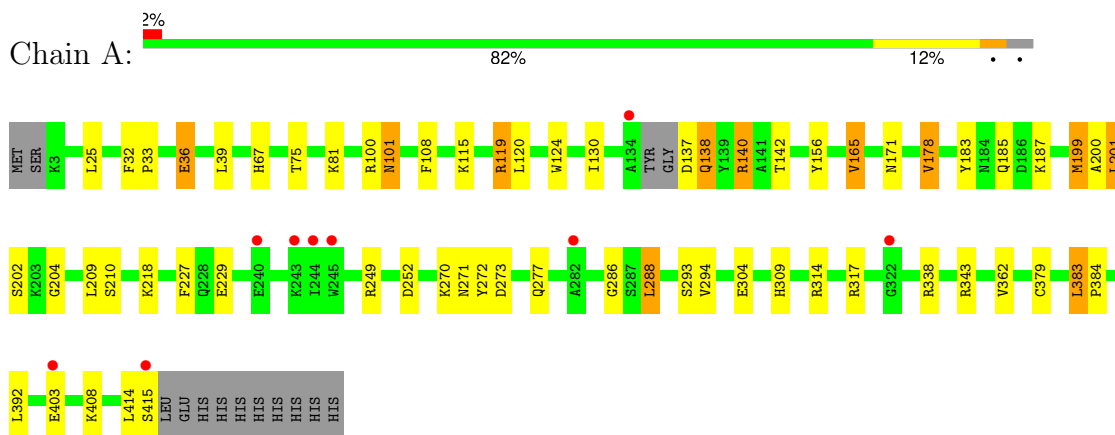 2%
Chain A:
82% 12% • •
MET SER K3 L25 F32 P33 E36 L39 H67 T75 K81 R100 N101 F108 K115 R119 L120 W124 I130 A134 TYR GLY D137 Q138 Y139 R140 A141 T142 Y156 V165 N171 V178 Y183 N184 Q185 D186 K187 M199 A200 L201
S202 K203 G204 L209 S210 K218 F227 Q228 E229 E240 K243 I244 W245 R249 D252 K270 N271 Y272 D273 Q277 A282 G286 S287 L288 S293 V294 E304 H309 R314 R317 G322 R338 R343 V362 C379 L383 P384
L392 E403 K408 L414 S415 LEU GLU HIS HIS HIS HIS HIS HIS HIS HIS